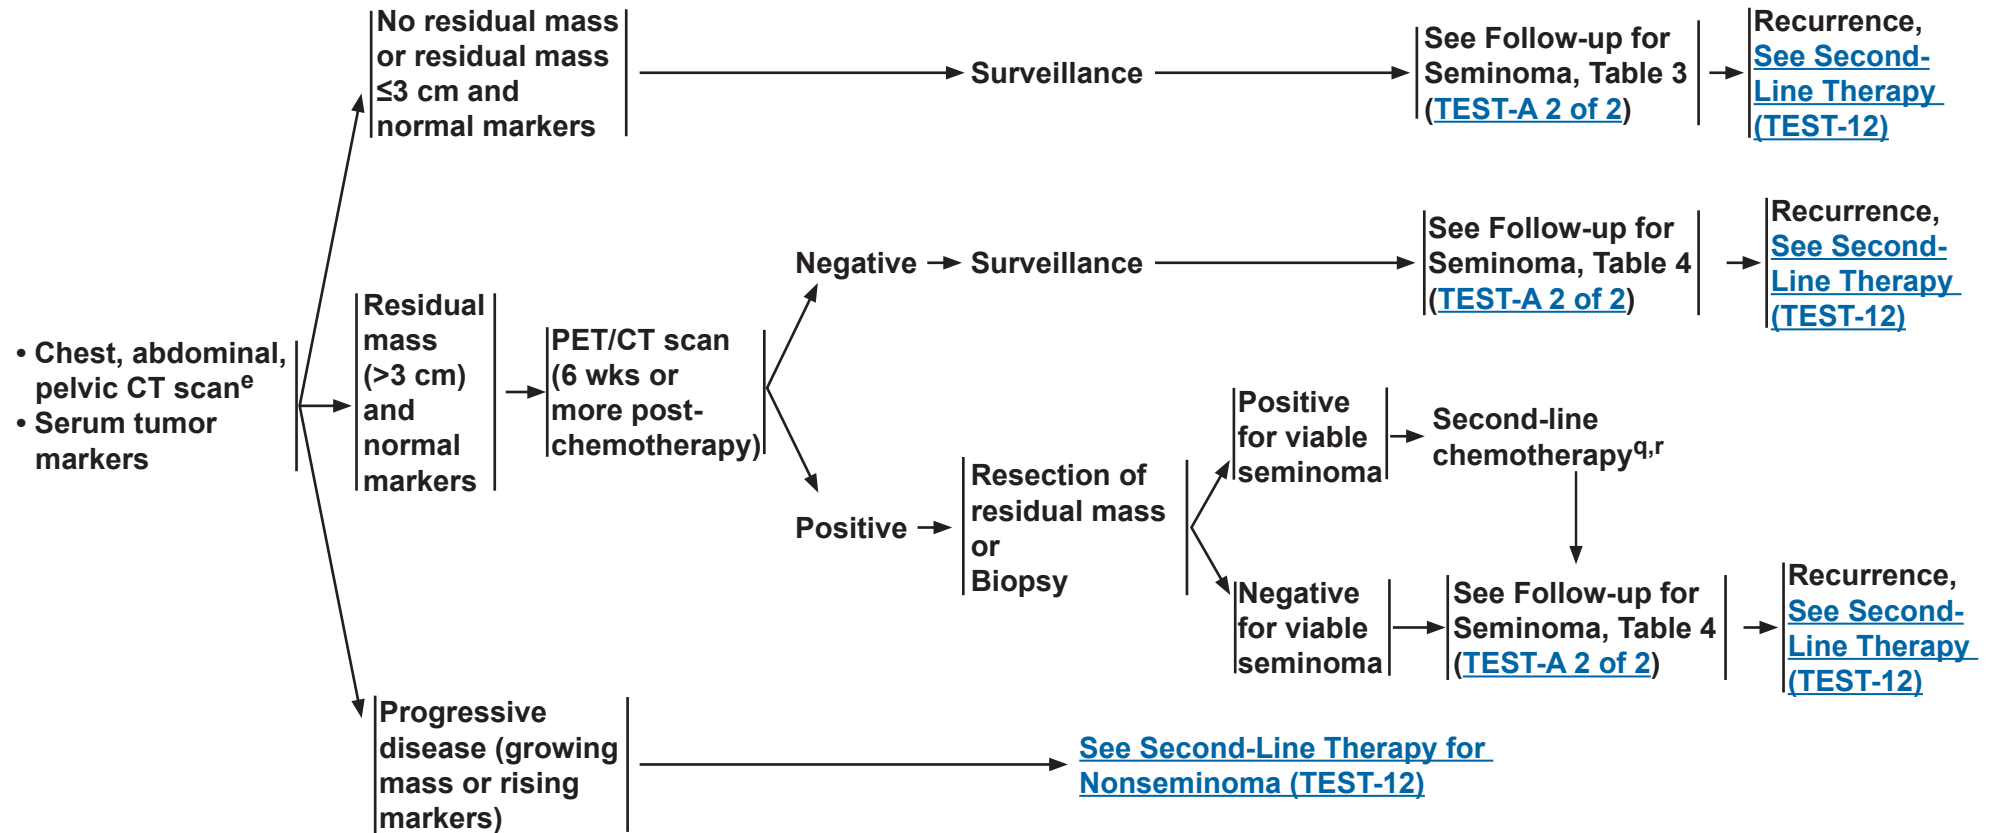 No residual mass
or residual mass
≤3 cm and
normal markers
Surveillance
See Follow-up for
Seminoma, Table 3
(TEST-A 2 of 2)
Recurrence,
See Second-
Line Therapy
(TEST-12)
• Chest, abdominal,
pelvic CT scanᵉ
• Serum tumor
markers
Residual
mass
(>3 cm)
and
normal
markers
PET/CT scan
(6 wks or
more post-
chemotherapy)
Negative
Surveillance
See Follow-up for
Seminoma, Table 4
(TEST-A 2 of 2)
Recurrence,
See Second-
Line Therapy
(TEST-12)
Positive
Resection of
residual mass
or
Biopsy
Positive
for viable
seminoma
Second-line
chemotherapyq,r
Negative
for viable
seminoma
See Follow-up for
Seminoma, Table 4
(TEST-A 2 of 2)
Recurrence,
See Second-
Line Therapy
(TEST-12)
Progressive
disease (growing
mass or rising
markers)
See Second-Line Therapy for
Nonseminoma (TEST-12)